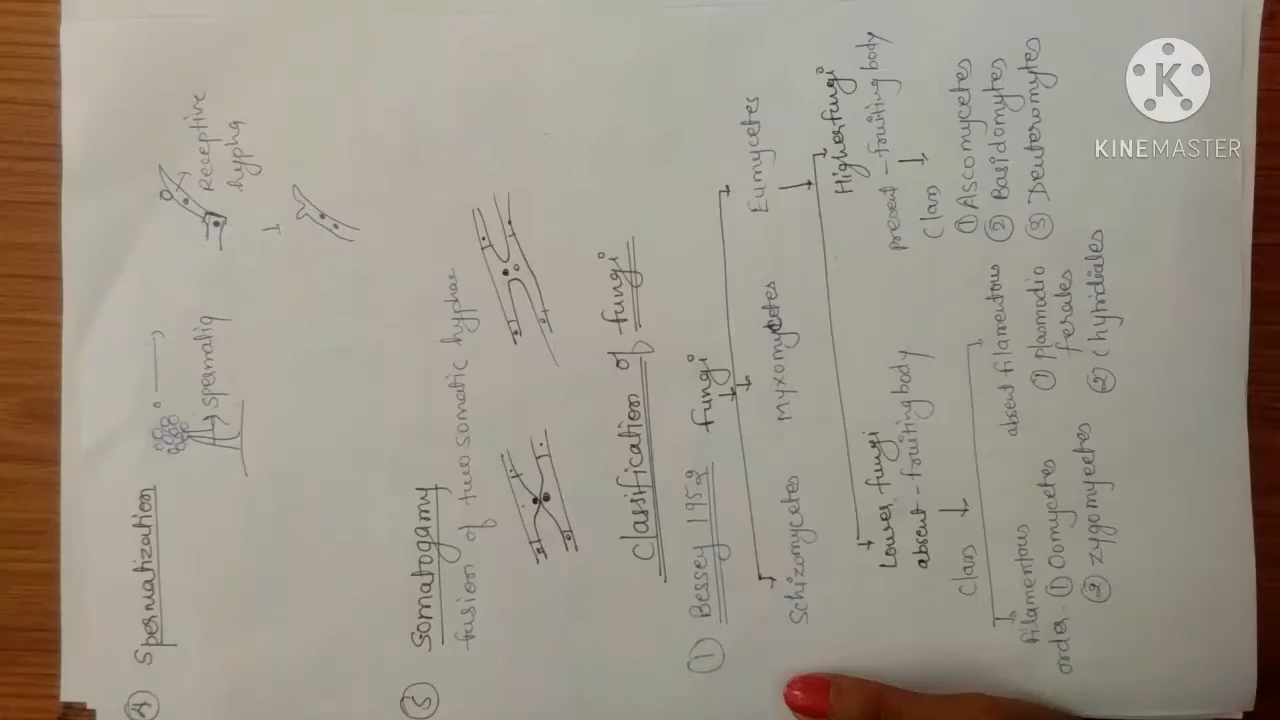 4) Spermatization
→ spermatia
Receptive
hypha
5 Somatogamy
fusion of two somatic hyphae
Classification of fungi
1 Bessey 1952 Fungi
Schizomycetes Myxomycetes Eumycetes
Lower fungi Higher fungi
absent - fruiting body present - fruiting body
Class Class
filamentous absent filamentous ① Ascomycetes
order - ① Oomycetes ① plasmodio ② Basidomytes
ferales ③ Deuteromytes
② zygomycetes ② Chytridiales
KINEMASTER